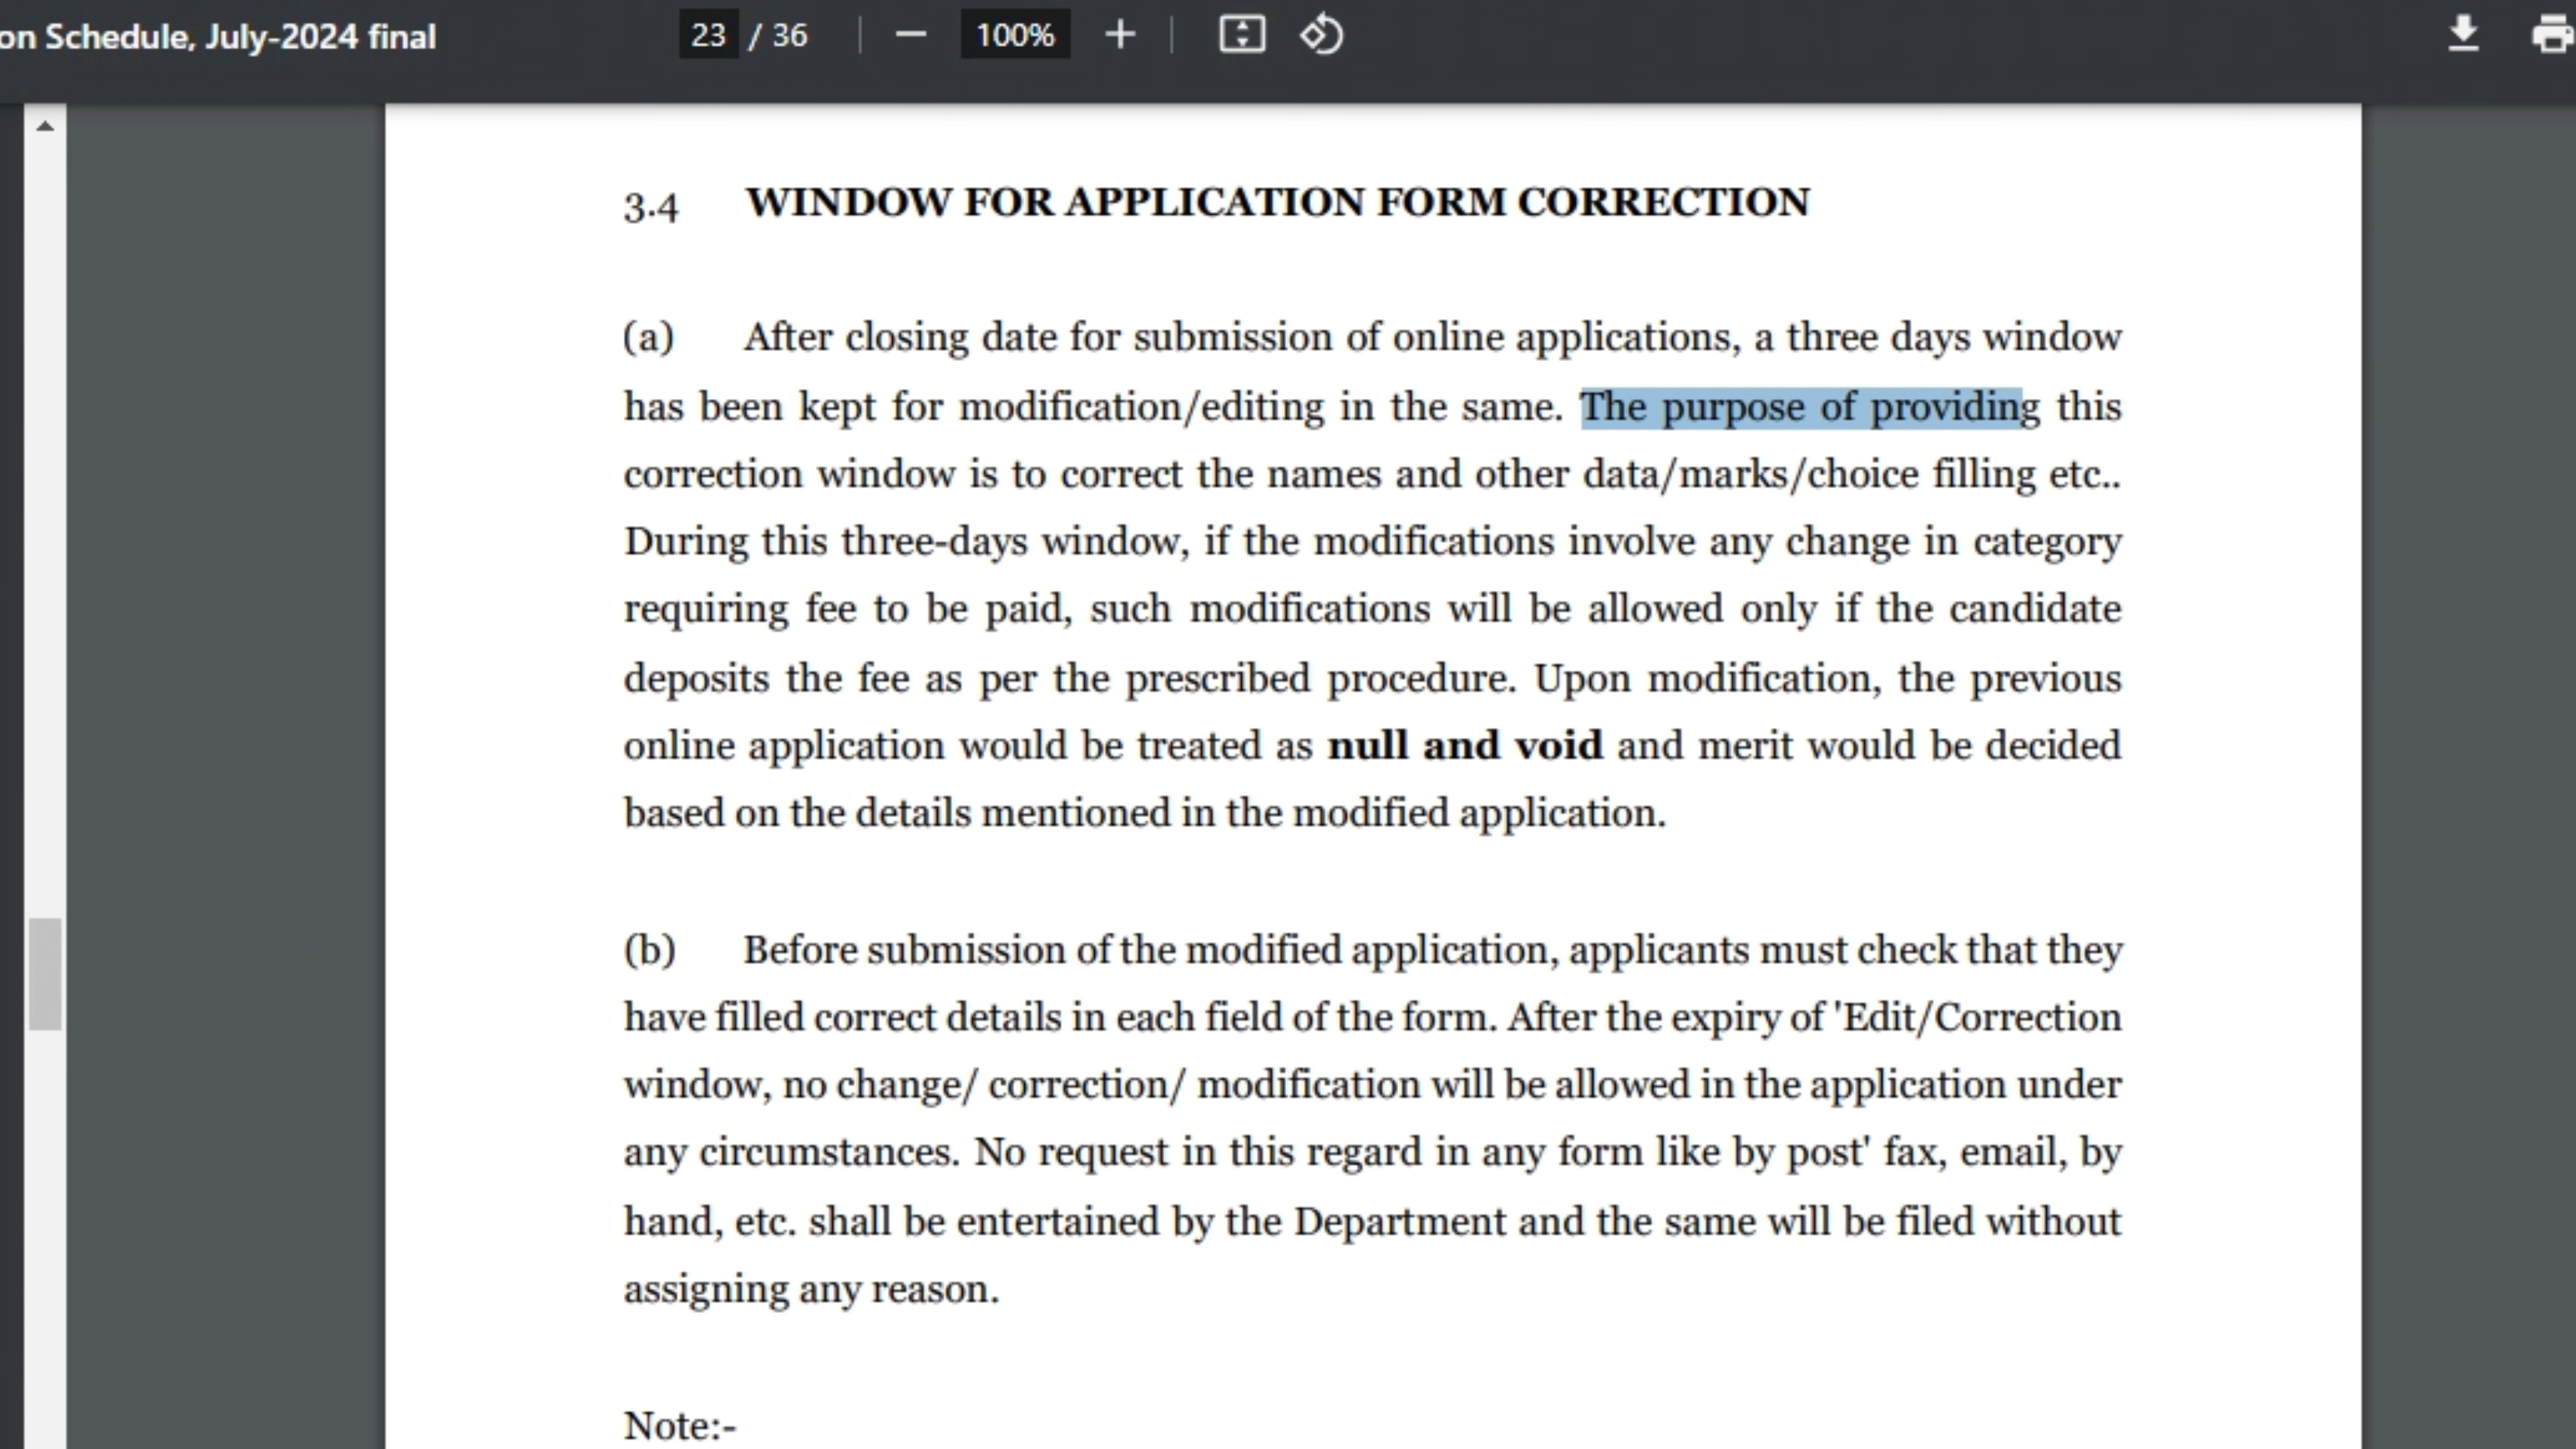 on Schedule, July-2024 final
23 / 36
100%
3.4 WINDOW FOR APPLICATION FORM CORRECTION
(a) After closing date for submission of online applications, a three days window
has been kept for modification/editing in the same. The purpose of providing this
correction window is to correct the names and other data/marks/choice filling etc..
During this three-days window, if the modifications involve any change in category
requiring fee to be paid, such modifications will be allowed only if the candidate
deposits the fee as per the prescribed procedure. Upon modification, the previous
online application would be treated as null and void and merit would be decided
based on the details mentioned in the modified application.
(b) Before submission of the modified application, applicants must check that they
have filled correct details in each field of the form. After the expiry of 'Edit/Correction
window, no change/ correction/ modification will be allowed in the application under
any circumstances. No request in this regard in any form like by post' fax, email, by
hand, etc. shall be entertained by the Department and the same will be filed without
assigning any reason.
Note:-